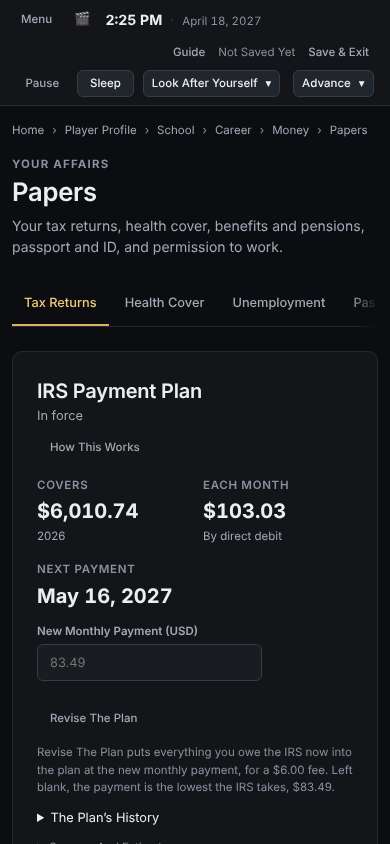 Menu 🎬 2:25 PM · April 18, 2027
Guide Not Saved Yet Save & Exit
Pause Sleep Look After Yourself ▾ Advance ▾
Home › Player Profile › School › Career › Money › Papers
YOUR AFFAIRS
Papers
Your tax returns, health cover, benefits and pensions,
passport and ID, and permission to work.
Tax Returns Health Cover Unemployment Pas
IRS Payment Plan
In force
How This Works
COVERS EACH MONTH
$6,010.74 $103.03
2026 By direct debit
NEXT PAYMENT
May 16, 2027
New Monthly Payment (USD)
83.49
Revise The Plan
Revise The Plan puts everything you owe the IRS now into
the plan at the new monthly payment, for a $6.00 fee. Left
blank, the payment is the lowest the IRS takes, $83.49.
▶ The Plan’s History